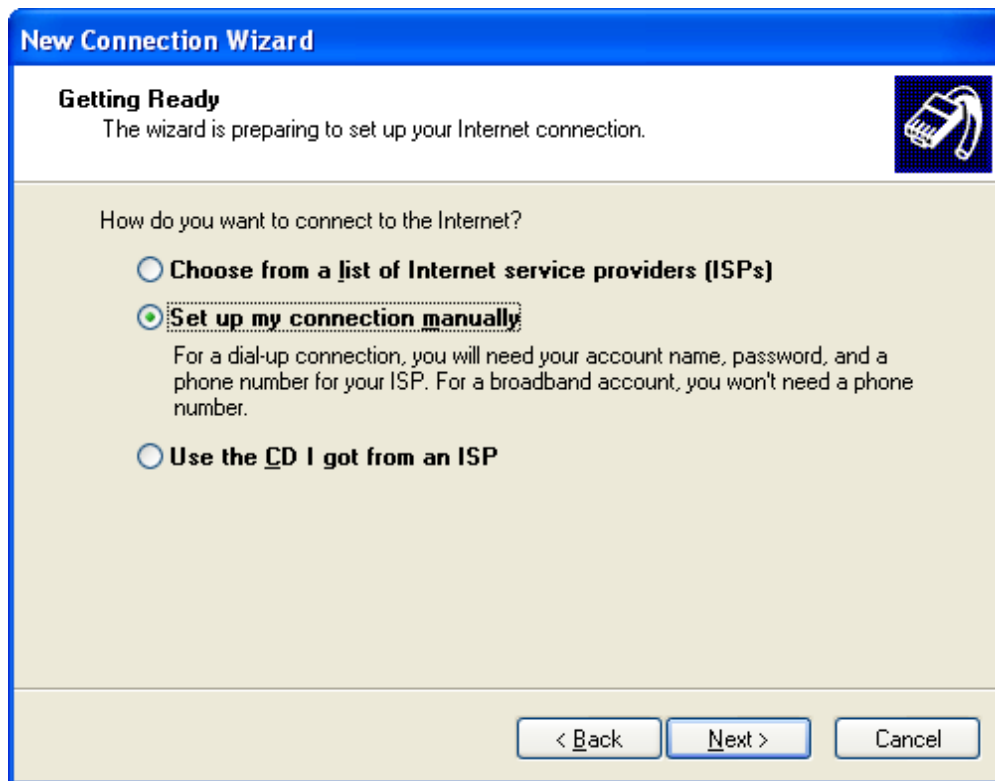 New Connection Wizard
Getting Ready
The wizard is preparing to set up your Internet connection.
How do you want to connect to the Internet?
Choose from a list of Internet service providers (ISPs)
Set up my connection manually
For a dial-up connection, you will need your account name, password, and a
phone number for your ISP. For a broadband account, you won't need a phone
number.
Use the CD I got from an ISP
< Back Next > Cancel